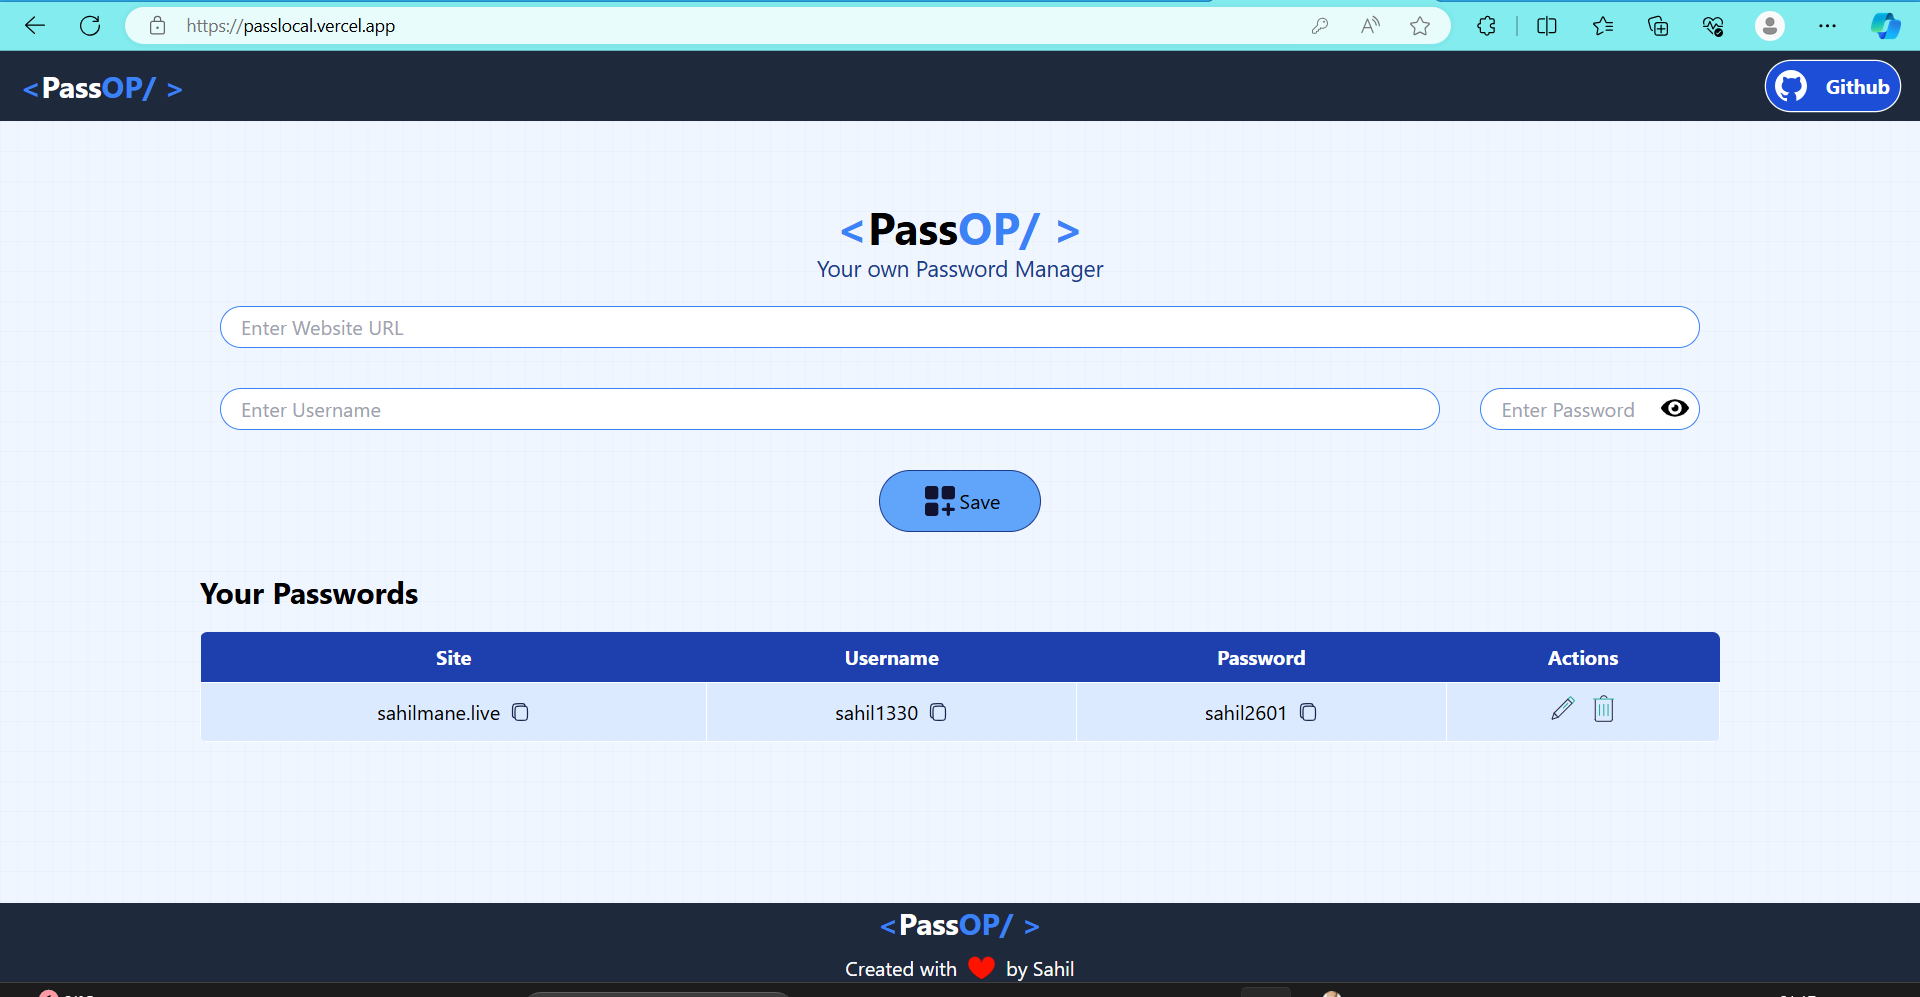 https://passlocal.vercel.app
<PassOP/ >
Github
<PassOP/ >
Your own Password Manager
Enter Website URL
Enter Username
Enter Password
Save
Your Passwords
Site Username Password Actions
sahilmane.live sahil1330 sahil2601
<PassOP/ >
Created with ❤ by Sahil